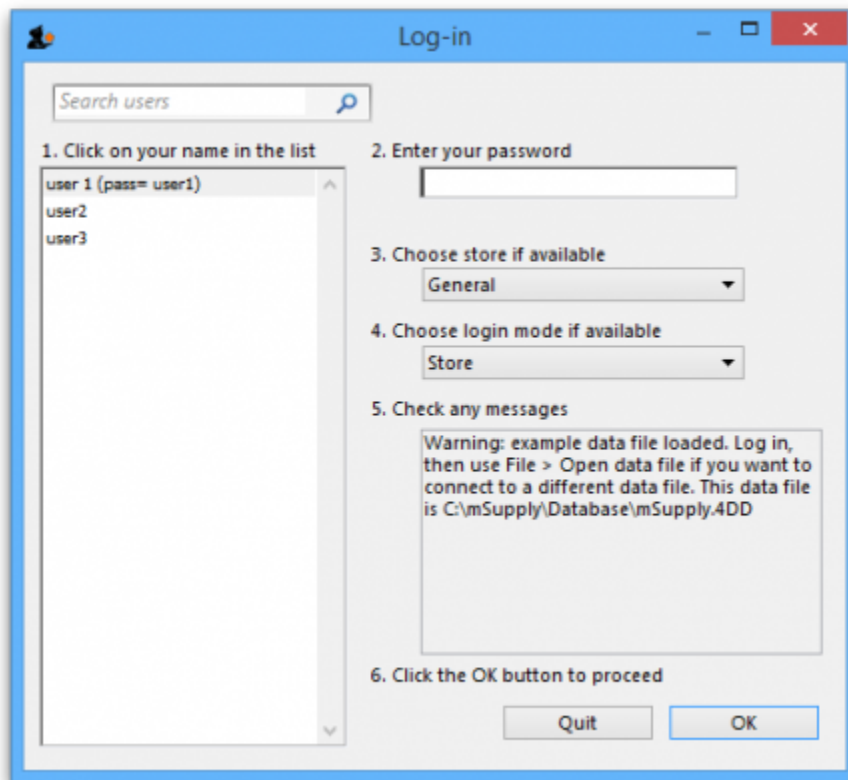 Log-in
Search users
1. Click on your name in the list
user 1 (pass= user1)
user2
user3
2. Enter your password
3. Choose store if available
General
4. Choose login mode if available
Store
5. Check any messages
Warning: example data file loaded. Log in,
then use File > Open data file if you want to
connect to a different data file. This data file
is C:\mSupply\Database\mSupply.4DD
6. Click the OK button to proceed
Quit
OK